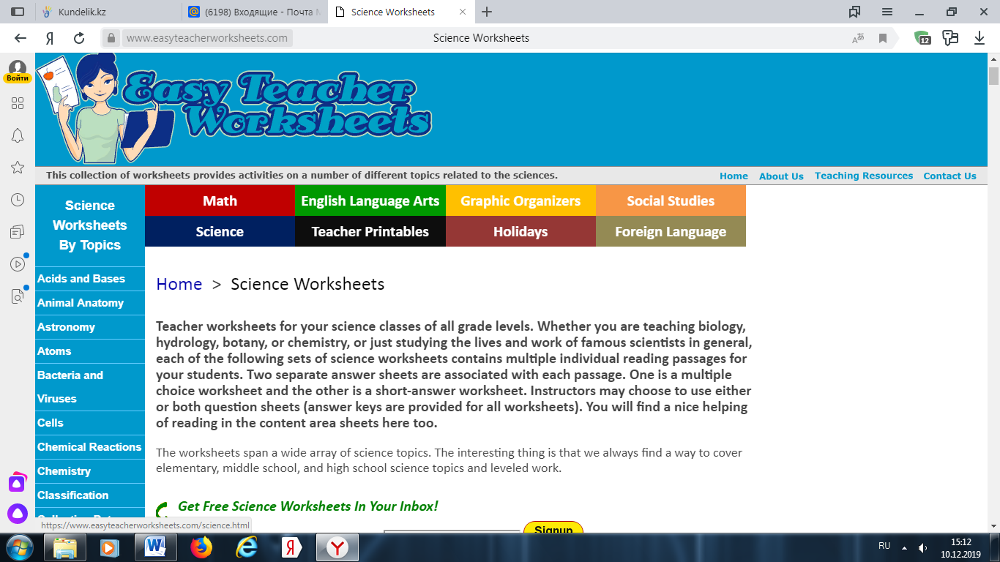 Kundelik.kz
(6198) Входящие - Почта
Science Worksheets
www.easyteacherworksheets.com
Science Worksheets
12
Войти
Easy Teacher
Worksheets
This collection of worksheets provides activities on a number of different topics related to the sciences.
Home About Us Teaching Resources Contact Us
Science
Worksheets
By Topics
Math English Language Arts Graphic Organizers Social Studies
Science Teacher Printables Holidays Foreign Language
Acids and Bases
Animal Anatomy
Astronomy
Atoms
Bacteria and
Viruses
Cells
Chemical Reactions
Chemistry
Classification
Home > Science Worksheets
Teacher worksheets for your science classes of all grade levels. Whether you are teaching biology,
hydrology, botany, or chemistry, or just studying the lives and work of famous scientists in general,
each of the following sets of science worksheets contains multiple individual reading passages for
your students. Two separate answer sheets are associated with each passage. One is a multiple
choice worksheet and the other is a short-answer worksheet. Instructors may choose to use either
or both question sheets (answer keys are provided for all worksheets). You will find a nice helping
of reading in the content area sheets here too.
The worksheets span a wide array of science topics. The interesting thing is that we always find a way to cover
elementary, middle school, and high school science topics and leveled work.
Get Free Science Worksheets In Your Inbox!
Signup
https://www.easyteacherworksheets.com/science.html
RU
15:12
10.12.2019